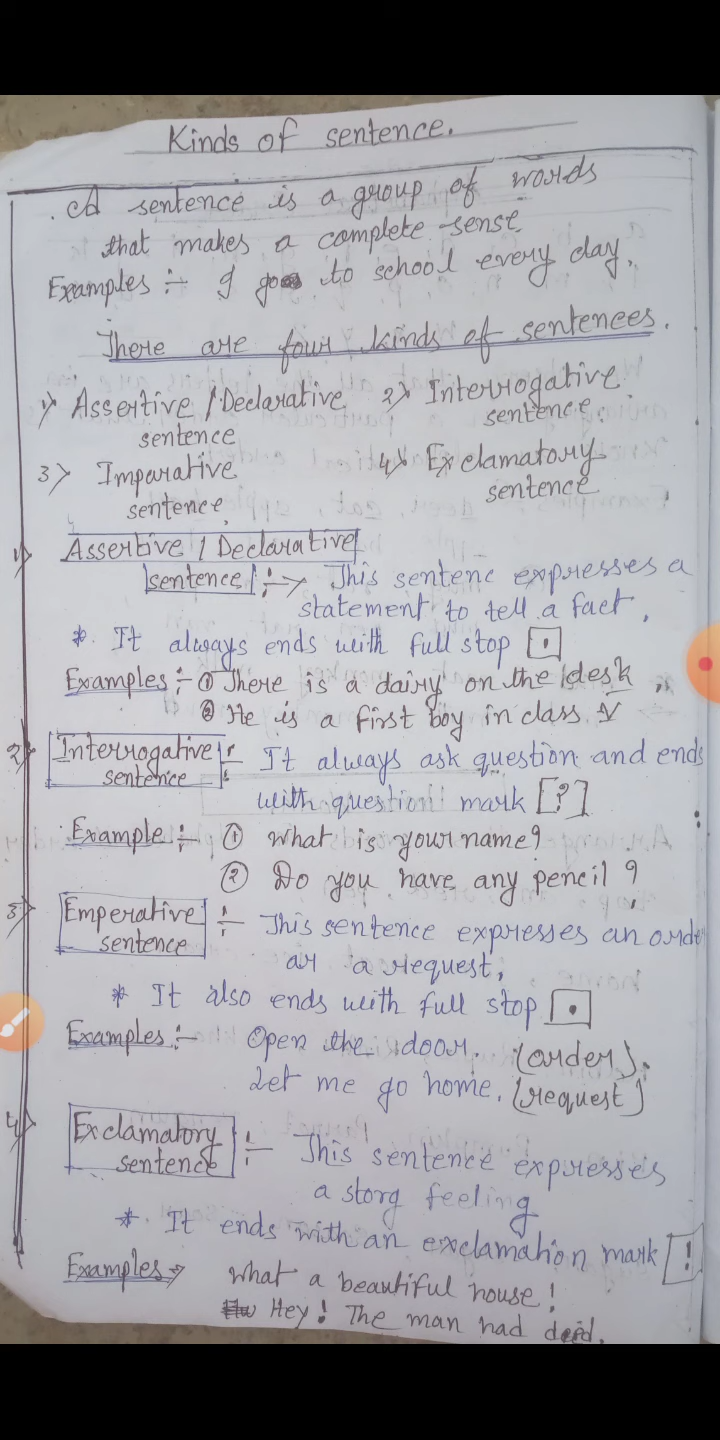 Kinds of sentence.
A sentence is a group of words
that makes a complete sense.
Examples :- I go to school every day.
There are four kinds of sentences.
1) Assertive / Declarative 2) Interrogative
sentence sentence.
3) Imparative 4) Exclamatory
sentence sentence
1) Assertive / Declarative
sentence :-> This sentenc expresses a
statement to tell a fact.
* It always ends with full stop [.]
Examples :- ① There is a dairy on the desk.
② He is a first boy in class V
2) Interrogative :- It always ask question and ends
sentence with question mark [?]
Example :- ① What is your name?
② Do you have any pencil ?
3) Emperative :- This sentence expresses an orde
sentence ar a request.
* It also ends with full stop [.]
Examples :- Open the door. (order).
Let me go home. (request)
4) Exclamatory :- This sentence expresses
sentence a storg feeling
* It ends with an exclamation mark [!]
Examples -> What a beautiful house!
Hey! The man had died.